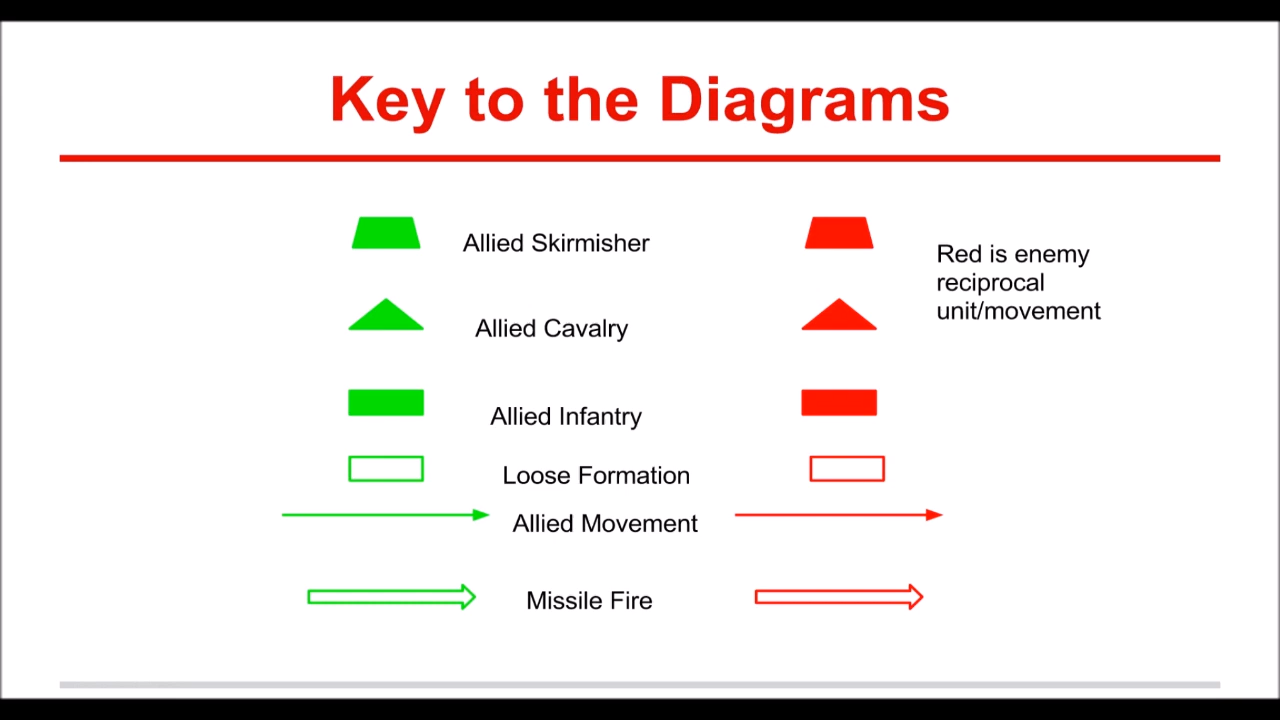 Key to the Diagrams
Allied Skirmisher
Red is enemy
reciprocal
unit/movement
Allied Cavalry
Allied Infantry
Loose Formation
Allied Movement
Missile Fire